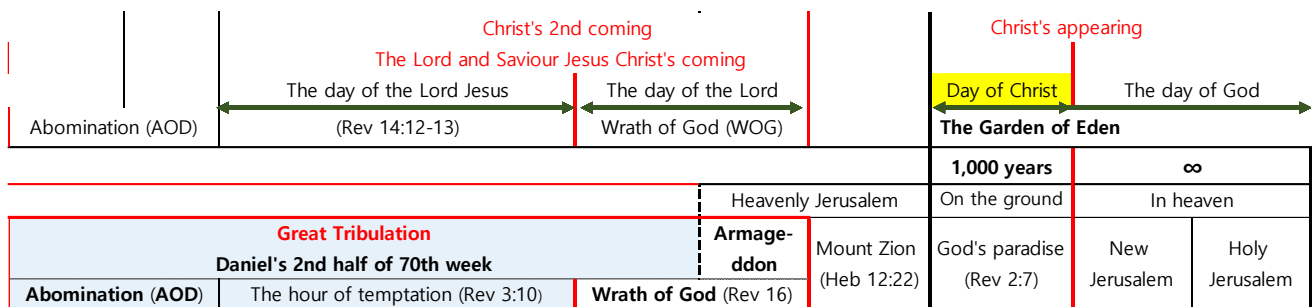 Christ's 2nd coming
Christ's appearing
The Lord and Saviour Jesus Christ's coming
The day of the Lord Jesus
The day of the Lord
Day of Christ
The day of God
Abomination (AOD)
(Rev 14:12-13)
Wrath of God (WOG)
The Garden of Eden
1,000 years
∞
Heavenly Jerusalem
On the ground
In heaven
Great Tribulation
Daniel's 2nd half of 70th week
Armage-
ddon
Mount Zion
(Heb 12:22)
God's paradise
(Rev 2:7)
New
Jerusalem
Holy
Jerusalem
Abomination (AOD)
The hour of temptation (Rev 3:10)
Wrath of God (Rev 16)